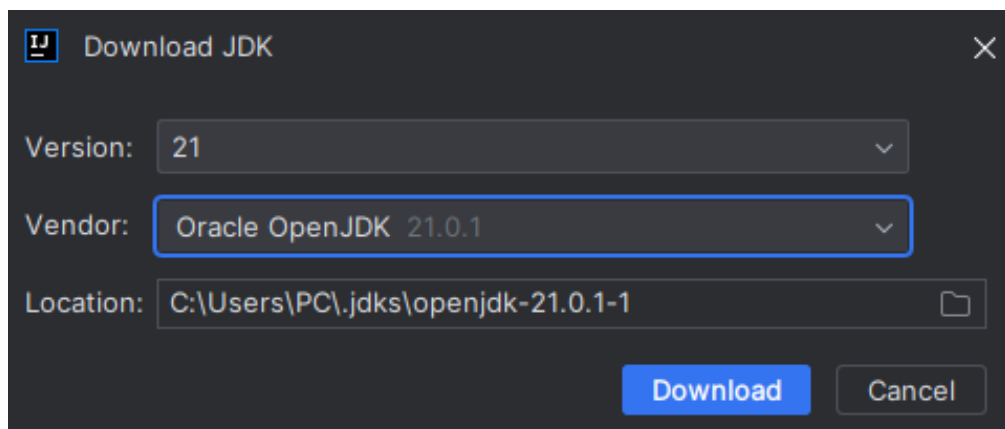 IJ Download JDK
Version: 21
Vendor: Oracle OpenJDK 21.0.1
Location: C:\Users\PC\.jdks\openjdk-21.0.1-1
Download Cancel